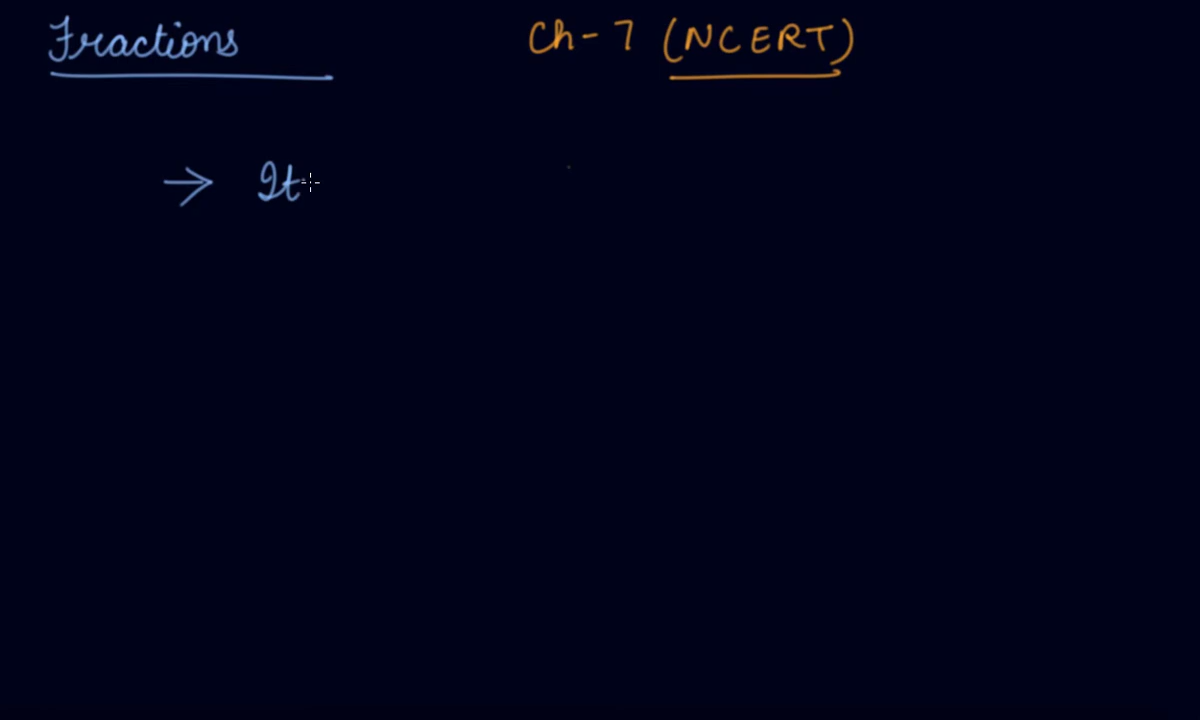 Fractions Ch-7 (NCERT)
→ It